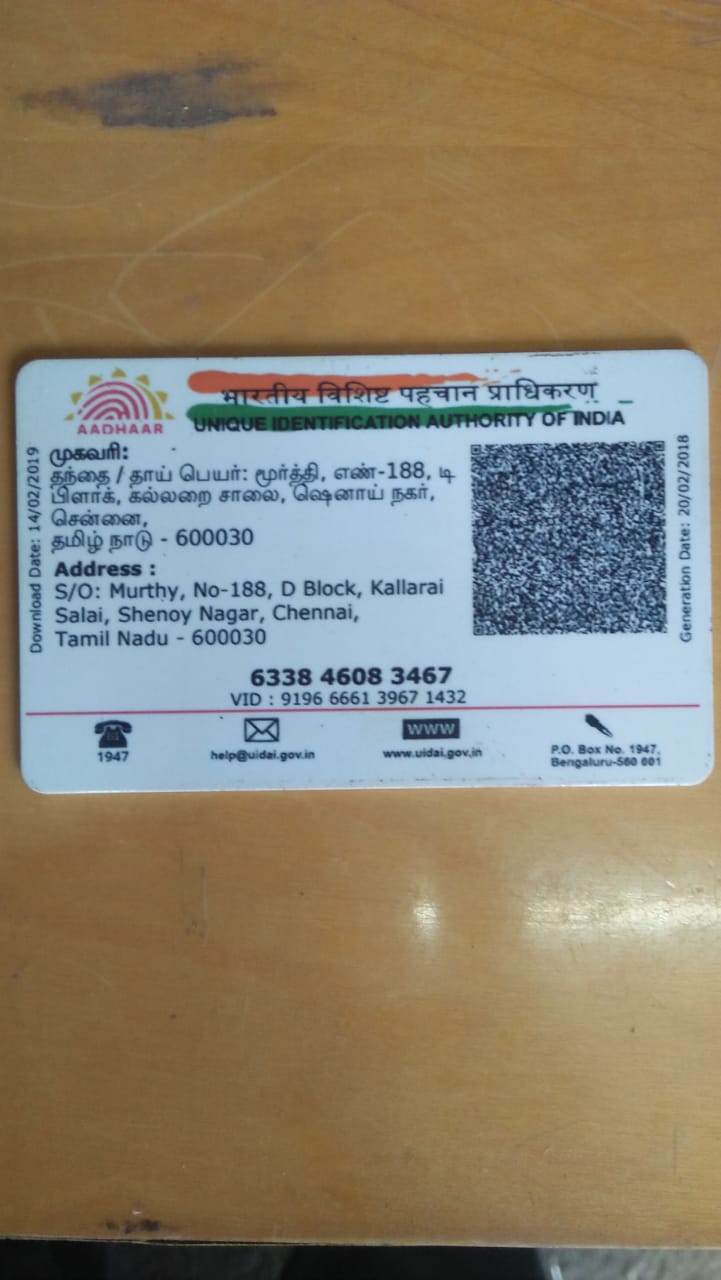 भारतीय विशिष्ट पहचान प्राधिकरण
AADHAAR
UNIQUE IDENTIFICATION AUTHORITY OF INDIA
Download Date: 14/02/2019
முகவரி:
தந்தை / தாய் பெயர்: மூர்த்தி, எண்-188, டி
பிளாக், கல்லறை சாலை, ஷெனாய் நகர்,
சென்னை,
தமிழ் நாடு - 600030
Address :
S/O: Murthy, No-188, D Block, Kallarai
Salai, Shenoy Nagar, Chennai,
Tamil Nadu - 600030
Generation Date: 20/02/2018
6338 4608 3467
VID : 9196 6661 3967 1432
1947
help@uidai.gov.in
www
www.uidai.gov.in
P.O. Box No. 1947,
Bengaluru-560 001